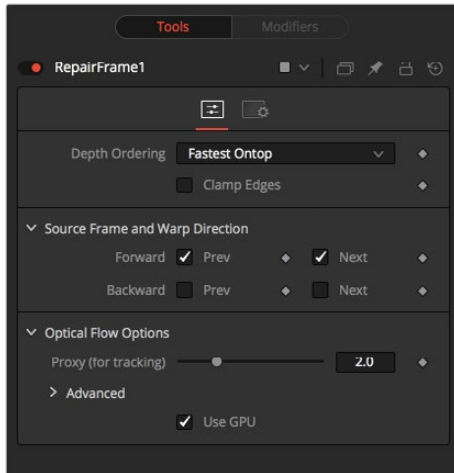 Tools Modifiers
RepairFrame1
Depth Ordering Fastest Ontop
Clamp Edges
Source Frame and Warp Direction
Forward Prev Next
Backward Prev Next
Optical Flow Options
Proxy (for tracking) 2.0
Advanced
Use GPU